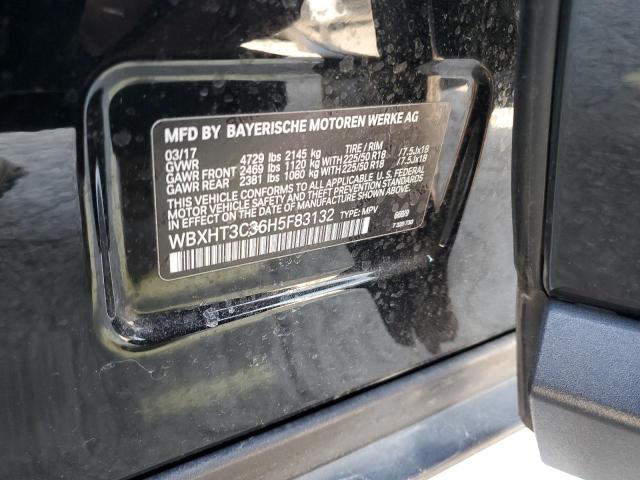 MFD BY BAYERISCHE MOTOREN WERKE AG
03/17 TIRE / RIM
GVWR 4729 lbs 2145 kg
GAWR FRONT 2469 lbs 1120 kg WITH 225/50 R18 /7.5Jx18
GAWR REAR 2381 lbs 1080 kg WITH 225/50 R18 /7.5Jx18
THIS VEHICLE CONFORMS TO ALL APPLICABLE U.S. FEDERAL
MOTOR VEHICLE SAFETY, BUMPER, AND THEFT PREVENTION
STANDARDS IN EFFECT ON THE DATE OF MANUFACTURE SHOWN ABOVE.
WBXHT3C36H5F83132 TYPE: MPV